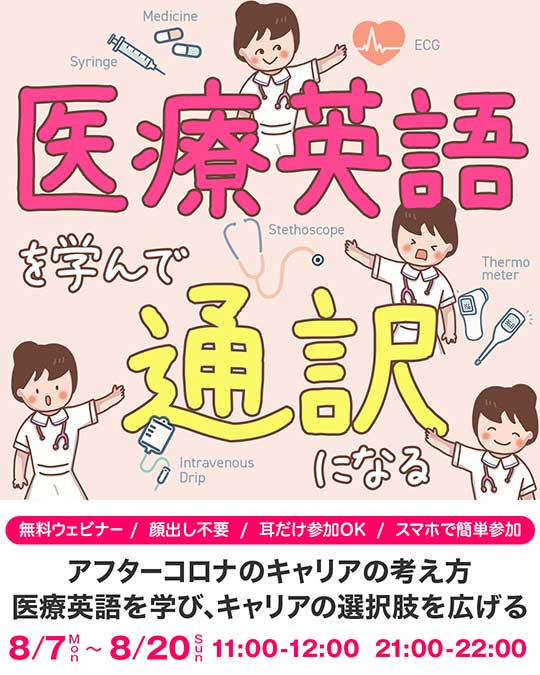 Medicine
Syringe
ECG
医療英語
Stethoscope
を学んで
Thermo
meter
通訳
Intravenous
Drip
になる
無料ウェビナー / 顔出し不要 / 耳だけ参加OK / スマホで簡単参加
アフターコロナのキャリアの考え方
医療英語を学び、キャリアの選択肢を広げる
8/7 Mon ~ 8/20 Sun 11:00-12:00 21:00-22:00